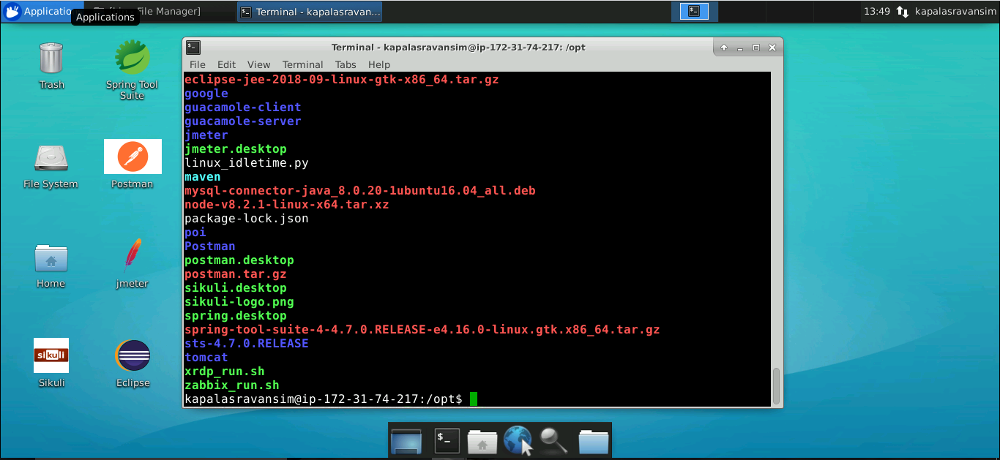 Applications
File Manager]
Terminal - kapalasravan...
13:49
kapalasravansim
Applications
Trash
Spring Tool
Suite
File System
Postman
Home
jmeter
sikuli
Sikuli
Eclipse
Terminal - kapalasravansim@ip-172-31-74-217: /opt
File Edit View Terminal Tabs Help
eclipse-jee-2018-09-linux-gtk-x86_64.tar.gz
google
guacamole-client
guacamole-server
jmeter
jmeter.desktop
linux_idletime.py
maven
mysql-connector-java_8.0.20-1ubuntu16.04_all.deb
node-v8.2.1-linux-x64.tar.xz
package-lock.json
poi
Postman
postman.desktop
postman.tar.gz
sikuli.desktop
sikuli-logo.png
spring.desktop
spring-tool-suite-4-4.7.0.RELEASE-e4.16.0-linux.gtk.x86_64.tar.gz
sts-4.7.0.RELEASE
tomcat
xrdp_run.sh
zabbix_run.sh
kapalasravansim@ip-172-31-74-217:/opt$